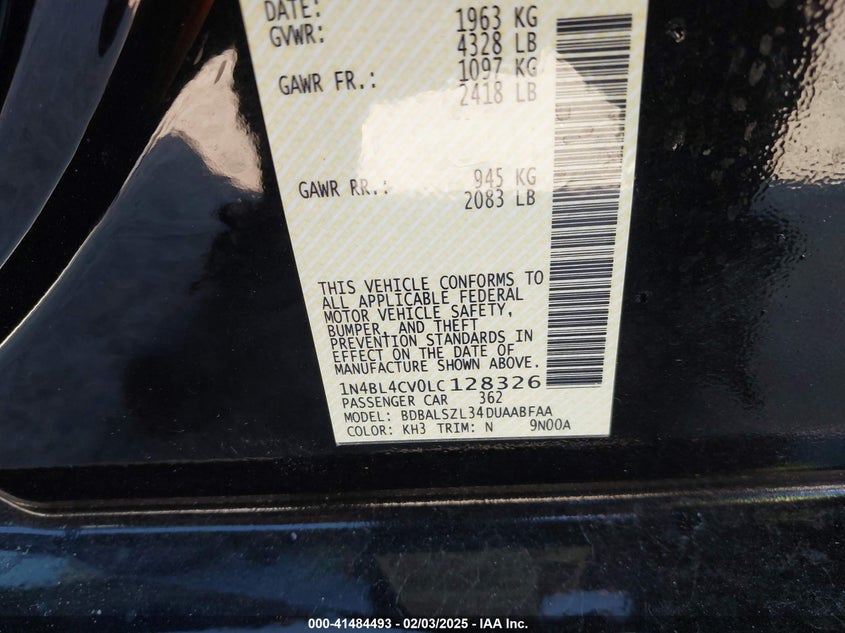 DATE:
GVWR: 1963 KG
4328 LB
GAWR FR.: 1097 KG
2418 LB
GAWR RR.: 945 KG
2083 LB
THIS VEHICLE CONFORMS TO
ALL APPLICABLE FEDERAL
MOTOR VEHICLE SAFETY,
BUMPER, AND THEFT
PREVENTION STANDARDS IN
EFFECT ON THE DATE OF
MANUFACTURE SHOWN ABOVE.
1N4BL4CV0LC128326
PASSENGER CAR 362
MODEL: BDBALSZL34DUAABFAA
COLOR: KH3 TRIM: N 9N00A
000-41484493 - 02/03/2025 - IAA Inc.